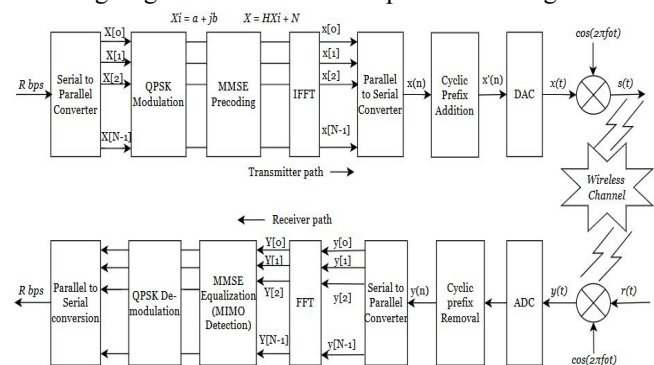 Xi = a + jb
X = HXi + N
cos(2πfot)
R bps
Serial to
Parallel
Converter
X[0]
X[1]
X[2]
X[N-1]
QPSK
Modulation
MMSE
Precoding
IFFT
x[0]
x[1]
x[2]
x[N-1]
Parallel
to Serial
Converter
x(n)
Cyclic
Prefix
Addition
x'(n)
DAC
x(t)
s(t)
Transmitter path
Wireless
Channel
Receiver path
R bps
Parallel to
Serial
conversion
QPSK De-
modulation
MMSE
Equalization
(MIMO
Detection)
Y[0]
Y[1]
Y[2]
Y[N-1]
FFT
y[0]
y[1]
y[2]
y[N-1]
Serial to
Parallel
Converter
y(n)
Cyclic
prefix
Removal
ADC
y(t)
r(t)
cos(2πfot)